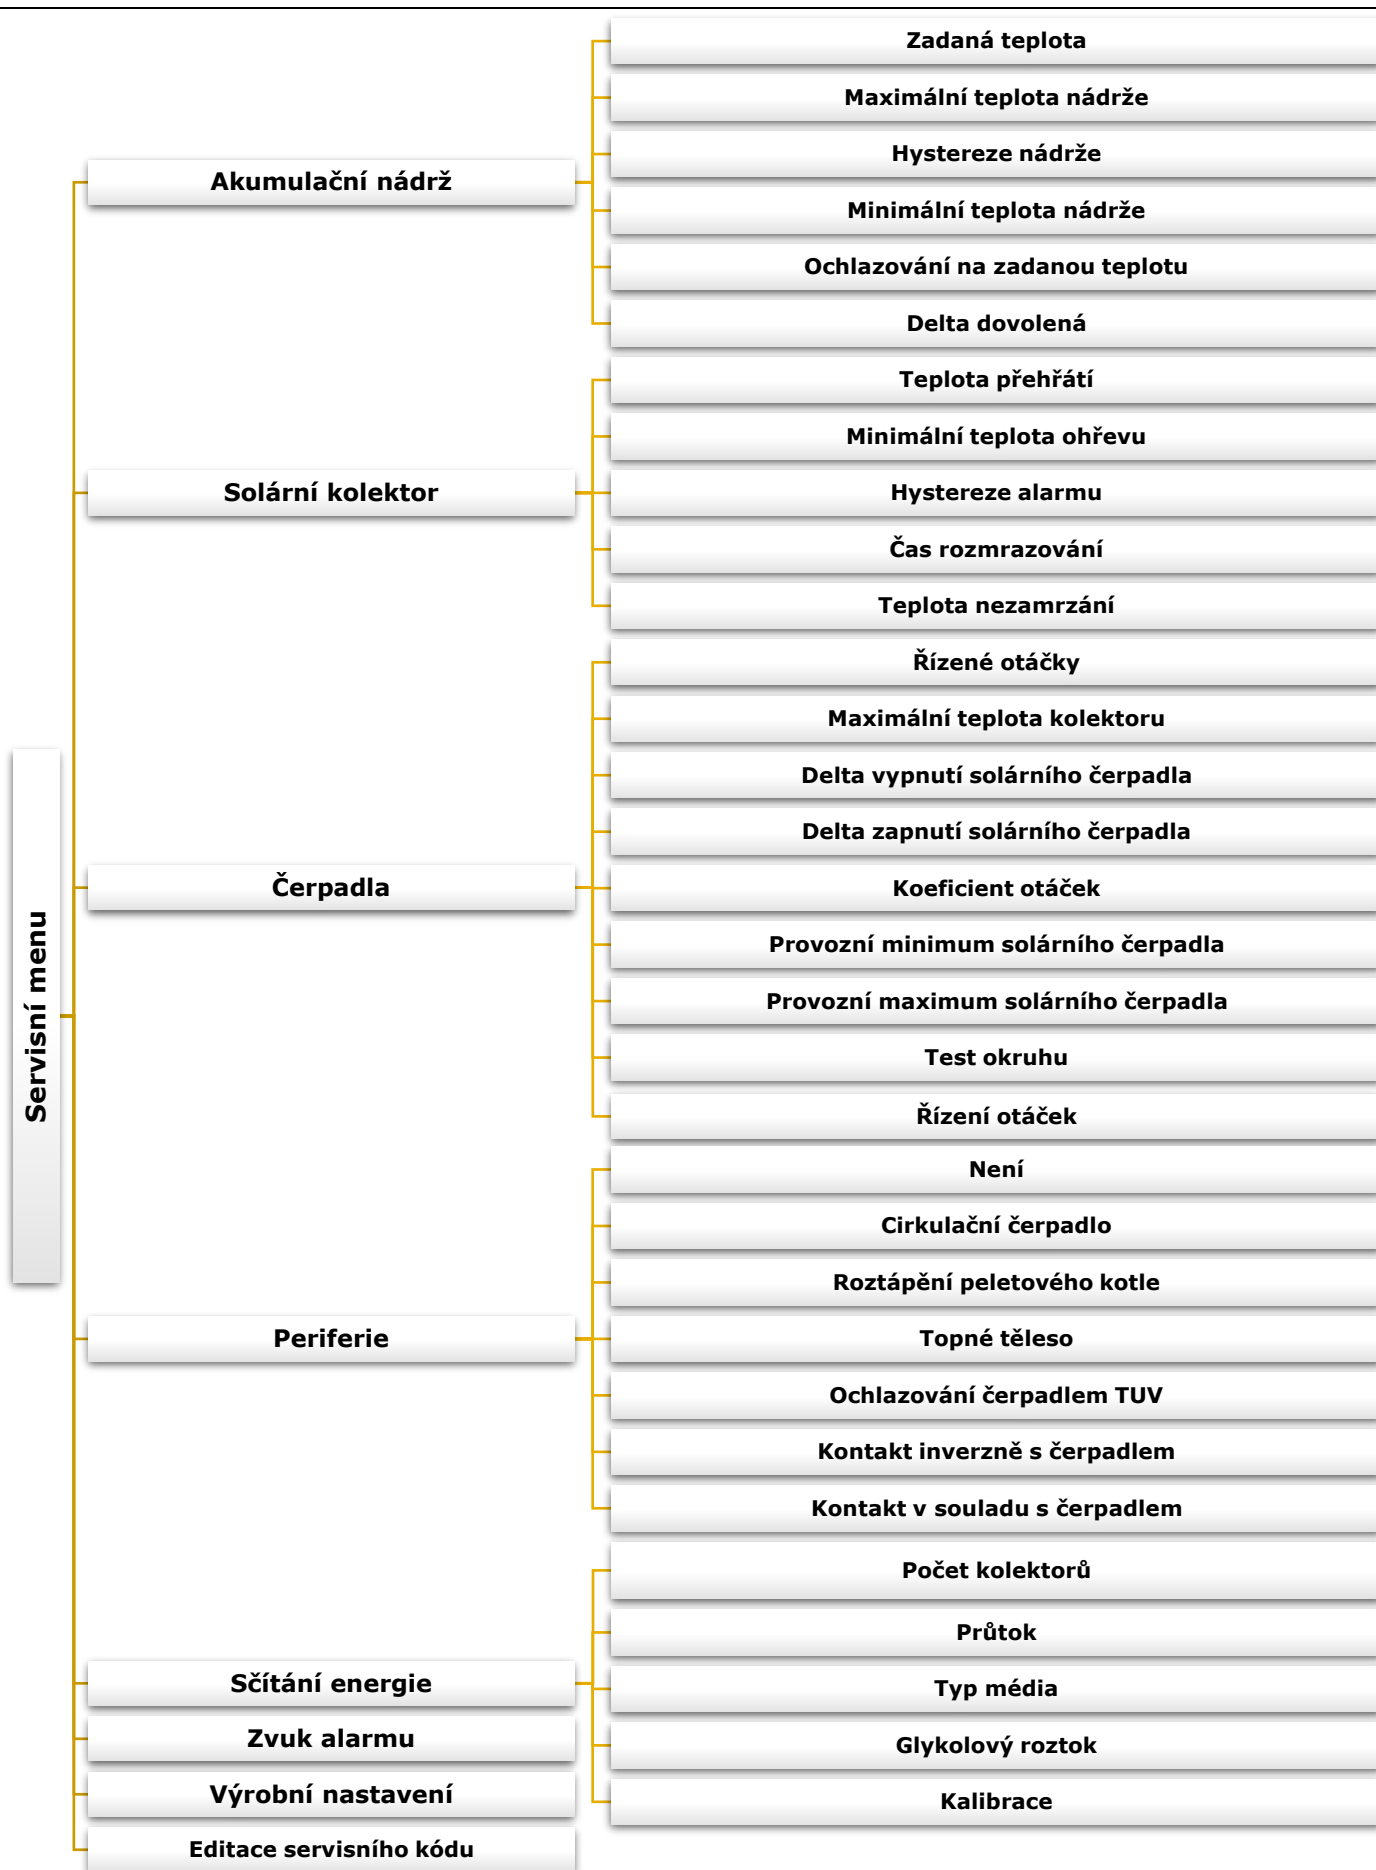 Servisní menu
Akumulační nádrž
Zadaná teplota
Maximální teplota nádrže
Hystereze nádrže
Minimální teplota nádrže
Ochlazování na zadanou teplotu
Delta dovolená
Solární kolektor
Teplota přehřátí
Minimální teplota ohřevu
Hystereze alarmu
Čas rozmrazování
Teplota nezamrzání
Čerpadla
Řízené otáčky
Maximální teplota kolektoru
Delta vypnutí solárního čerpadla
Delta zapnutí solárního čerpadla
Koeficient otáček
Provozní minimum solárního čerpadla
Provozní maximum solárního čerpadla
Test okruhu
Řízení otáček
Periferie
Není
Cirkulační čerpadlo
Roztápění peletového kotle
Topné těleso
Ochlazování čerpadlem TUV
Kontakt inverzně s čerpadlem
Kontakt v souladu s čerpadlem
Sčítání energie
Počet kolektorů
Průtok
Typ média
Glykolový roztok
Kalibrace
Zvuk alarmu
Výrobní nastavení
Editace servisního kódu